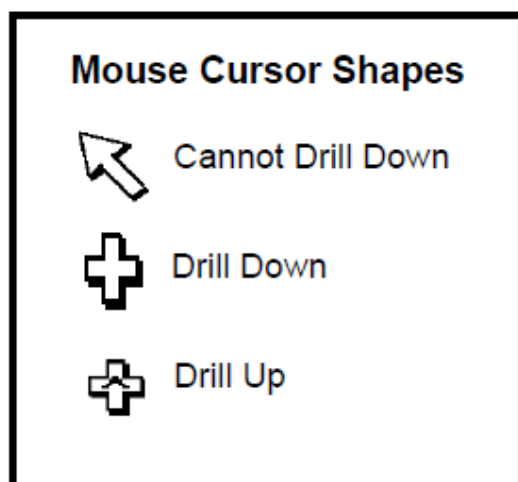 Mouse Cursor Shapes
Cannot Drill Down
Drill Down
Drill Up